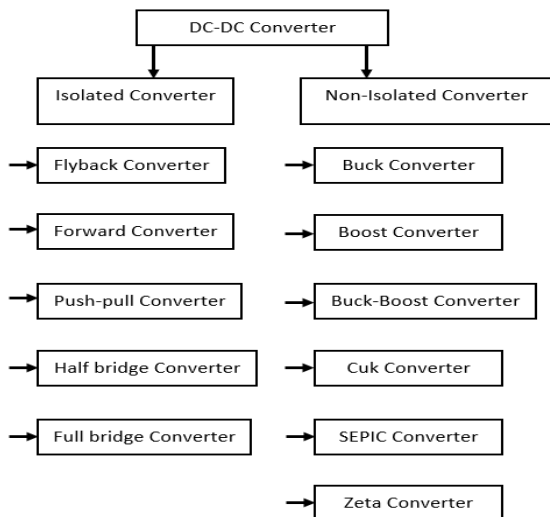 DC-DC Converter
Isolated Converter
Non-Isolated Converter
Flyback Converter
Buck Converter
Forward Converter
Boost Converter
Push-pull Converter
Buck-Boost Converter
Half bridge Converter
Cuk Converter
Full bridge Converter
SEPIC Converter
Zeta Converter